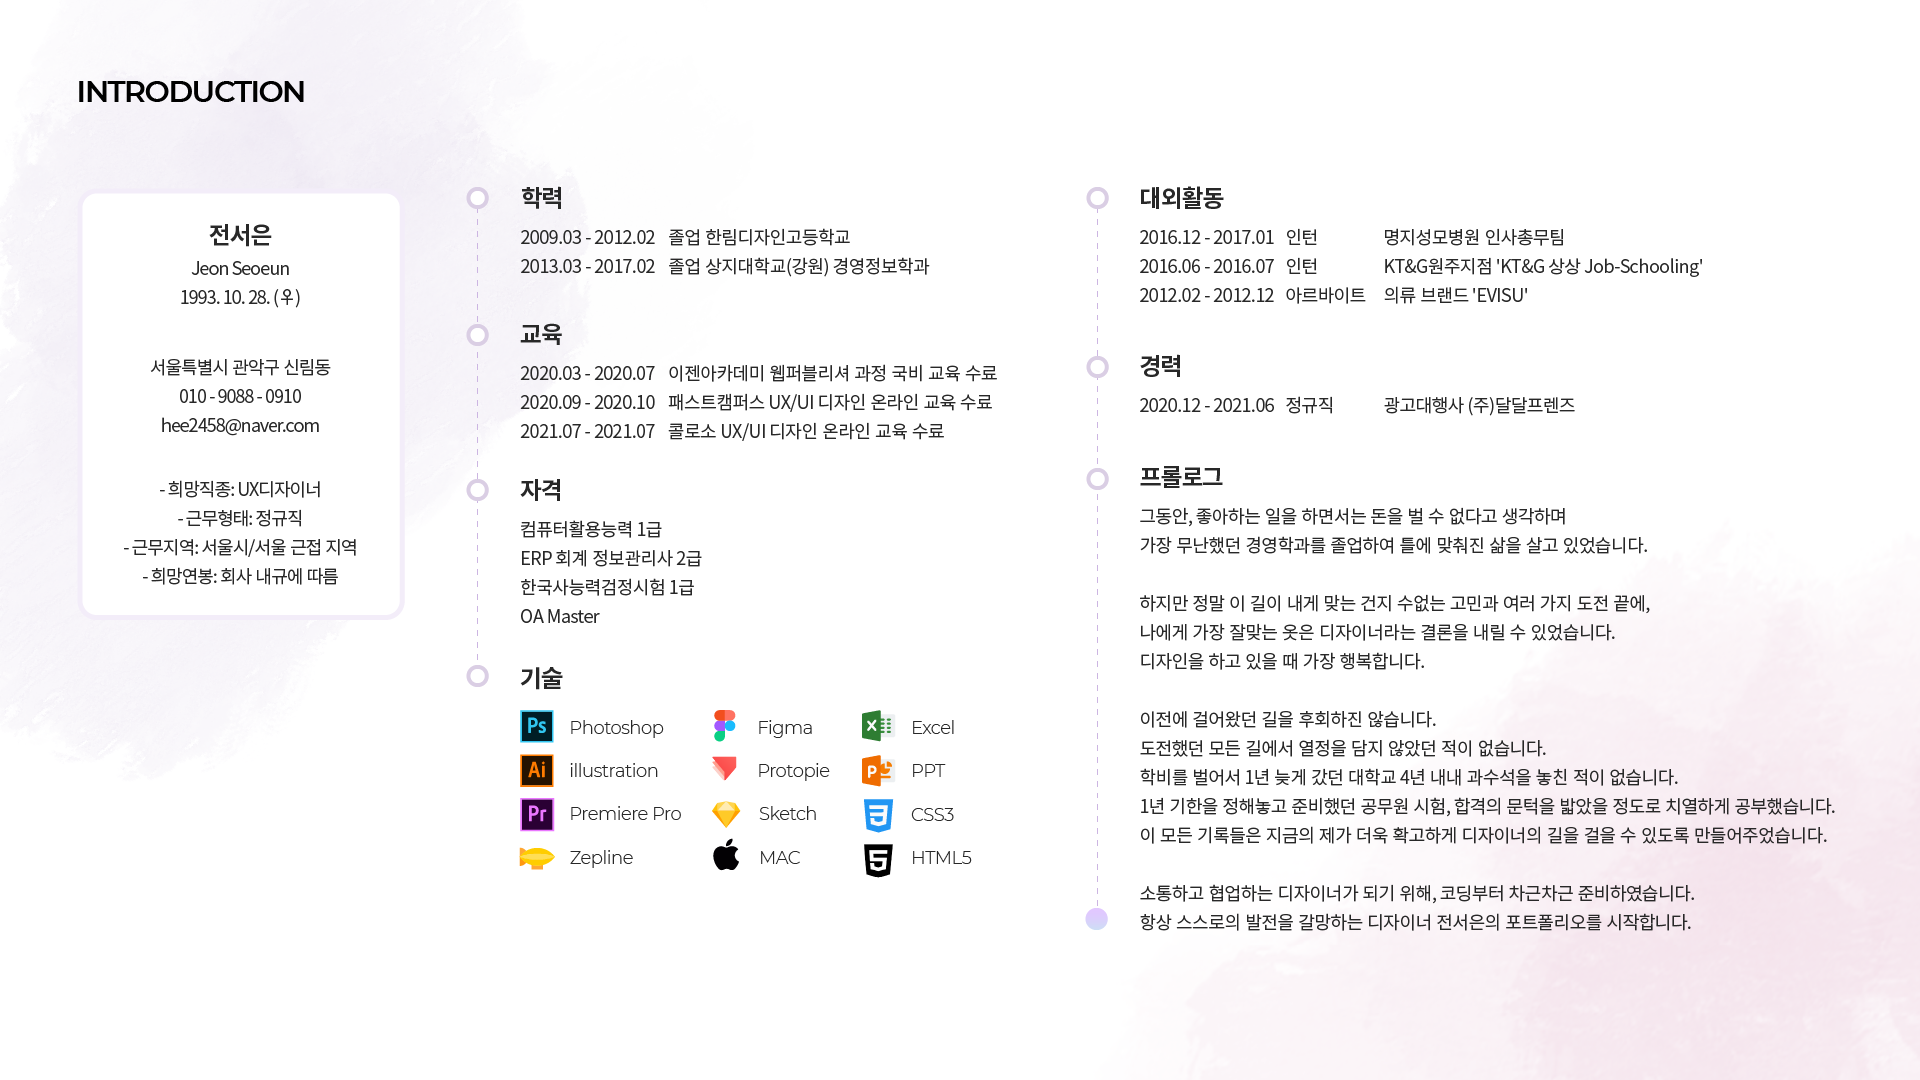 INTRODUCTION
전서은
Jeon Seoeun
1993. 10. 28. (우)
서울특별시 관악구 신림동
010 - 9088 - 0910
hee2458@naver.com
- 희망직종: UX디자이너
- 근무형태: 정규직
- 근무지역: 서울시/서울 근접 지역
- 희망연봉: 회사 내규에 따름
학력
2009.03 - 2012.02 졸업 한림디자인고등학교
2013.03 - 2017.02 졸업 상지대학교(강원) 경영정보학과
교육
2020.03 - 2020.07 이젠아카데미 웹퍼블리셔 과정 국비 교육 수료
2020.09 - 2020.10 패스트캠퍼스 UX/UI 디자인 온라인 교육 수료
2021.07 - 2021.07 콜로소 UX/UI 디자인 온라인 교육 수료
자격
컴퓨터활용능력 1급
ERP 회계 정보관리사 2급
한국사능력검정시험 1급
OA Master
기술
Ps Photoshop Figma X Excel
Ai illustration Protopie P PPT
Pr Premiere Pro Sketch 3 CSS3
Zepline MAC 5 HTML5
대외활동
2016.12 - 2017.01 인턴 명지성모병원 인사총무팀
2016.06 - 2016.07 인턴 KT&G원주지점 'KT&G 상상 Job-Schooling'
2012.02 - 2012.12 아르바이트 의류 브랜드 'EVISU'
경력
2020.12 - 2021.06 정규직 광고대행사 (주)달달프렌즈
프롤로그
그동안, 좋아하는 일을 하면서는 돈을 벌 수 없다고 생각하며
가장 무난했던 경영학과를 졸업하여 틀에 맞춰진 삶을 살고 있었습니다.
하지만 정말 이 길이 내게 맞는 건지 수없는 고민과 여러 가지 도전 끝에,
나에게 가장 잘맞는 옷은 디자이너라는 결론을 내릴 수 있었습니다.
디자인을 하고 있을 때 가장 행복합니다.
이전에 걸어왔던 길을 후회하진 않습니다.
도전했던 모든 길에서 열정을 담지 않았던 적이 없습니다.
학비를 벌어서 1년 늦게 갔던 대학교 4년 내내 과수석을 놓친 적이 없습니다.
1년 기한을 정해놓고 준비했던 공무원 시험, 합격의 문턱을 밟았을 정도로 치열하게 공부했습니다.
이 모든 기록들은 지금의 제가 더욱 확고하게 디자이너의 길을 걸을 수 있도록 만들어주었습니다.
소통하고 협업하는 디자이너가 되기 위해, 코딩부터 차근차근 준비하였습니다.
항상 스스로의 발전을 갈망하는 디자이너 전서은의 포트폴리오를 시작합니다.